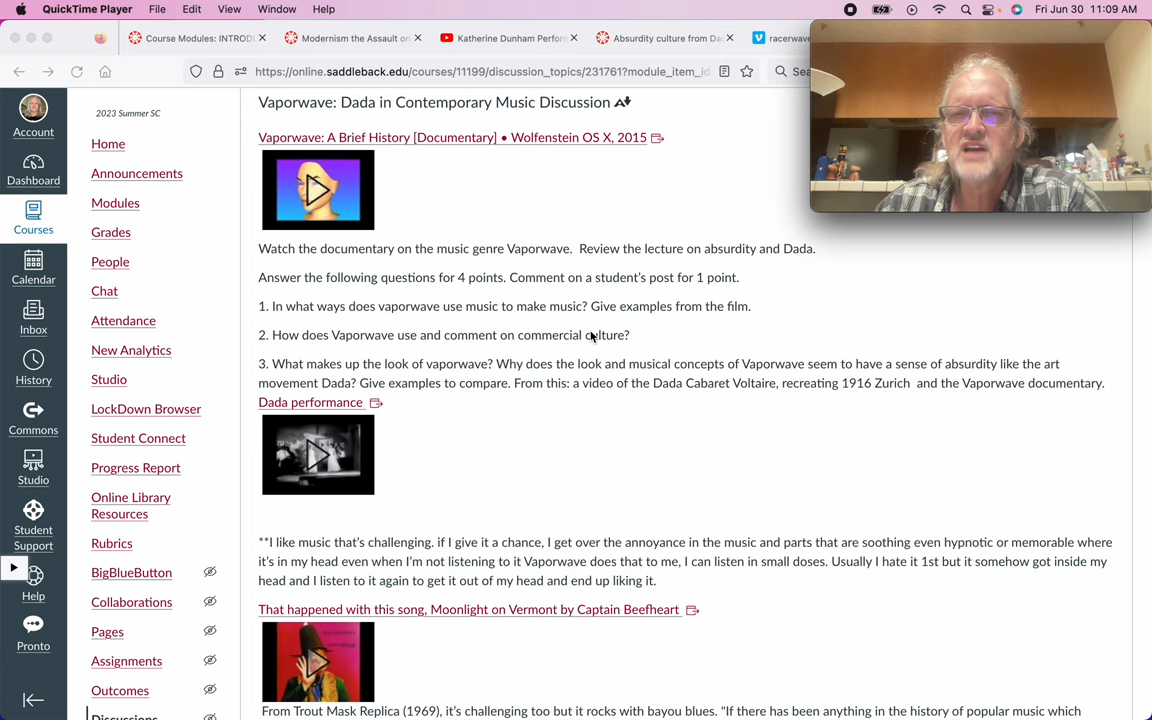 QuickTime Player File Edit View Window Help Fri Jun 30 11:09 AM
Course Modules: INTROD Modernism the Assault on Katherine Dunham Perforn Absurdity culture from Da racerwave
https://online.saddleback.edu/courses/11199/discussion_topics/231761?module_item_id Sea
Account
Dashboard
Courses
Calendar
Inbox
History
Commons
Studio
Student
Support
Help
Pronto
2023 Summer SC
Home
Announcements
Modules
Grades
People
Chat
Attendance
New Analytics
Studio
LockDown Browser
Student Connect
Progress Report
Online Library
Resources
Rubrics
BigBlueButton
Collaborations
Pages
Assignments
Outcomes
Discussions
Vaporwave: Dada in Contemporary Music Discussion
Vaporwave: A Brief History [Documentary] • Wolfenstein OS X, 2015
Watch the documentary on the music genre Vaporwave. Review the lecture on absurdity and Dada.
Answer the following questions for 4 points. Comment on a student's post for 1 point.
1. In what ways does vaporwave use music to make music? Give examples from the film.
2. How does Vaporwave use and comment on commercial culture?
3. What makes up the look of vaporwave? Why does the look and musical concepts of Vaporwave seem to have a sense of absurdity like the art
movement Dada? Give examples to compare. From this: a video of the Dada Cabaret Voltaire, recreating 1916 Zurich and the Vaporwave documentary.
Dada performance
**I like music that's challenging. if I give it a chance, I get over the annoyance in the music and parts that are soothing even hypnotic or memorable where
it's in my head even when I'm not listening to it Vaporwave does that to me, I can listen in small doses. Usually I hate it 1st but it somehow got inside my
head and I listen to it again to get it out of my head and end up liking it.
That happened with this song, Moonlight on Vermont by Captain Beefheart
From Trout Mask Replica (1969), it's challenging too but it rocks with bayou blues. "If there has been anything in the history of popular music which